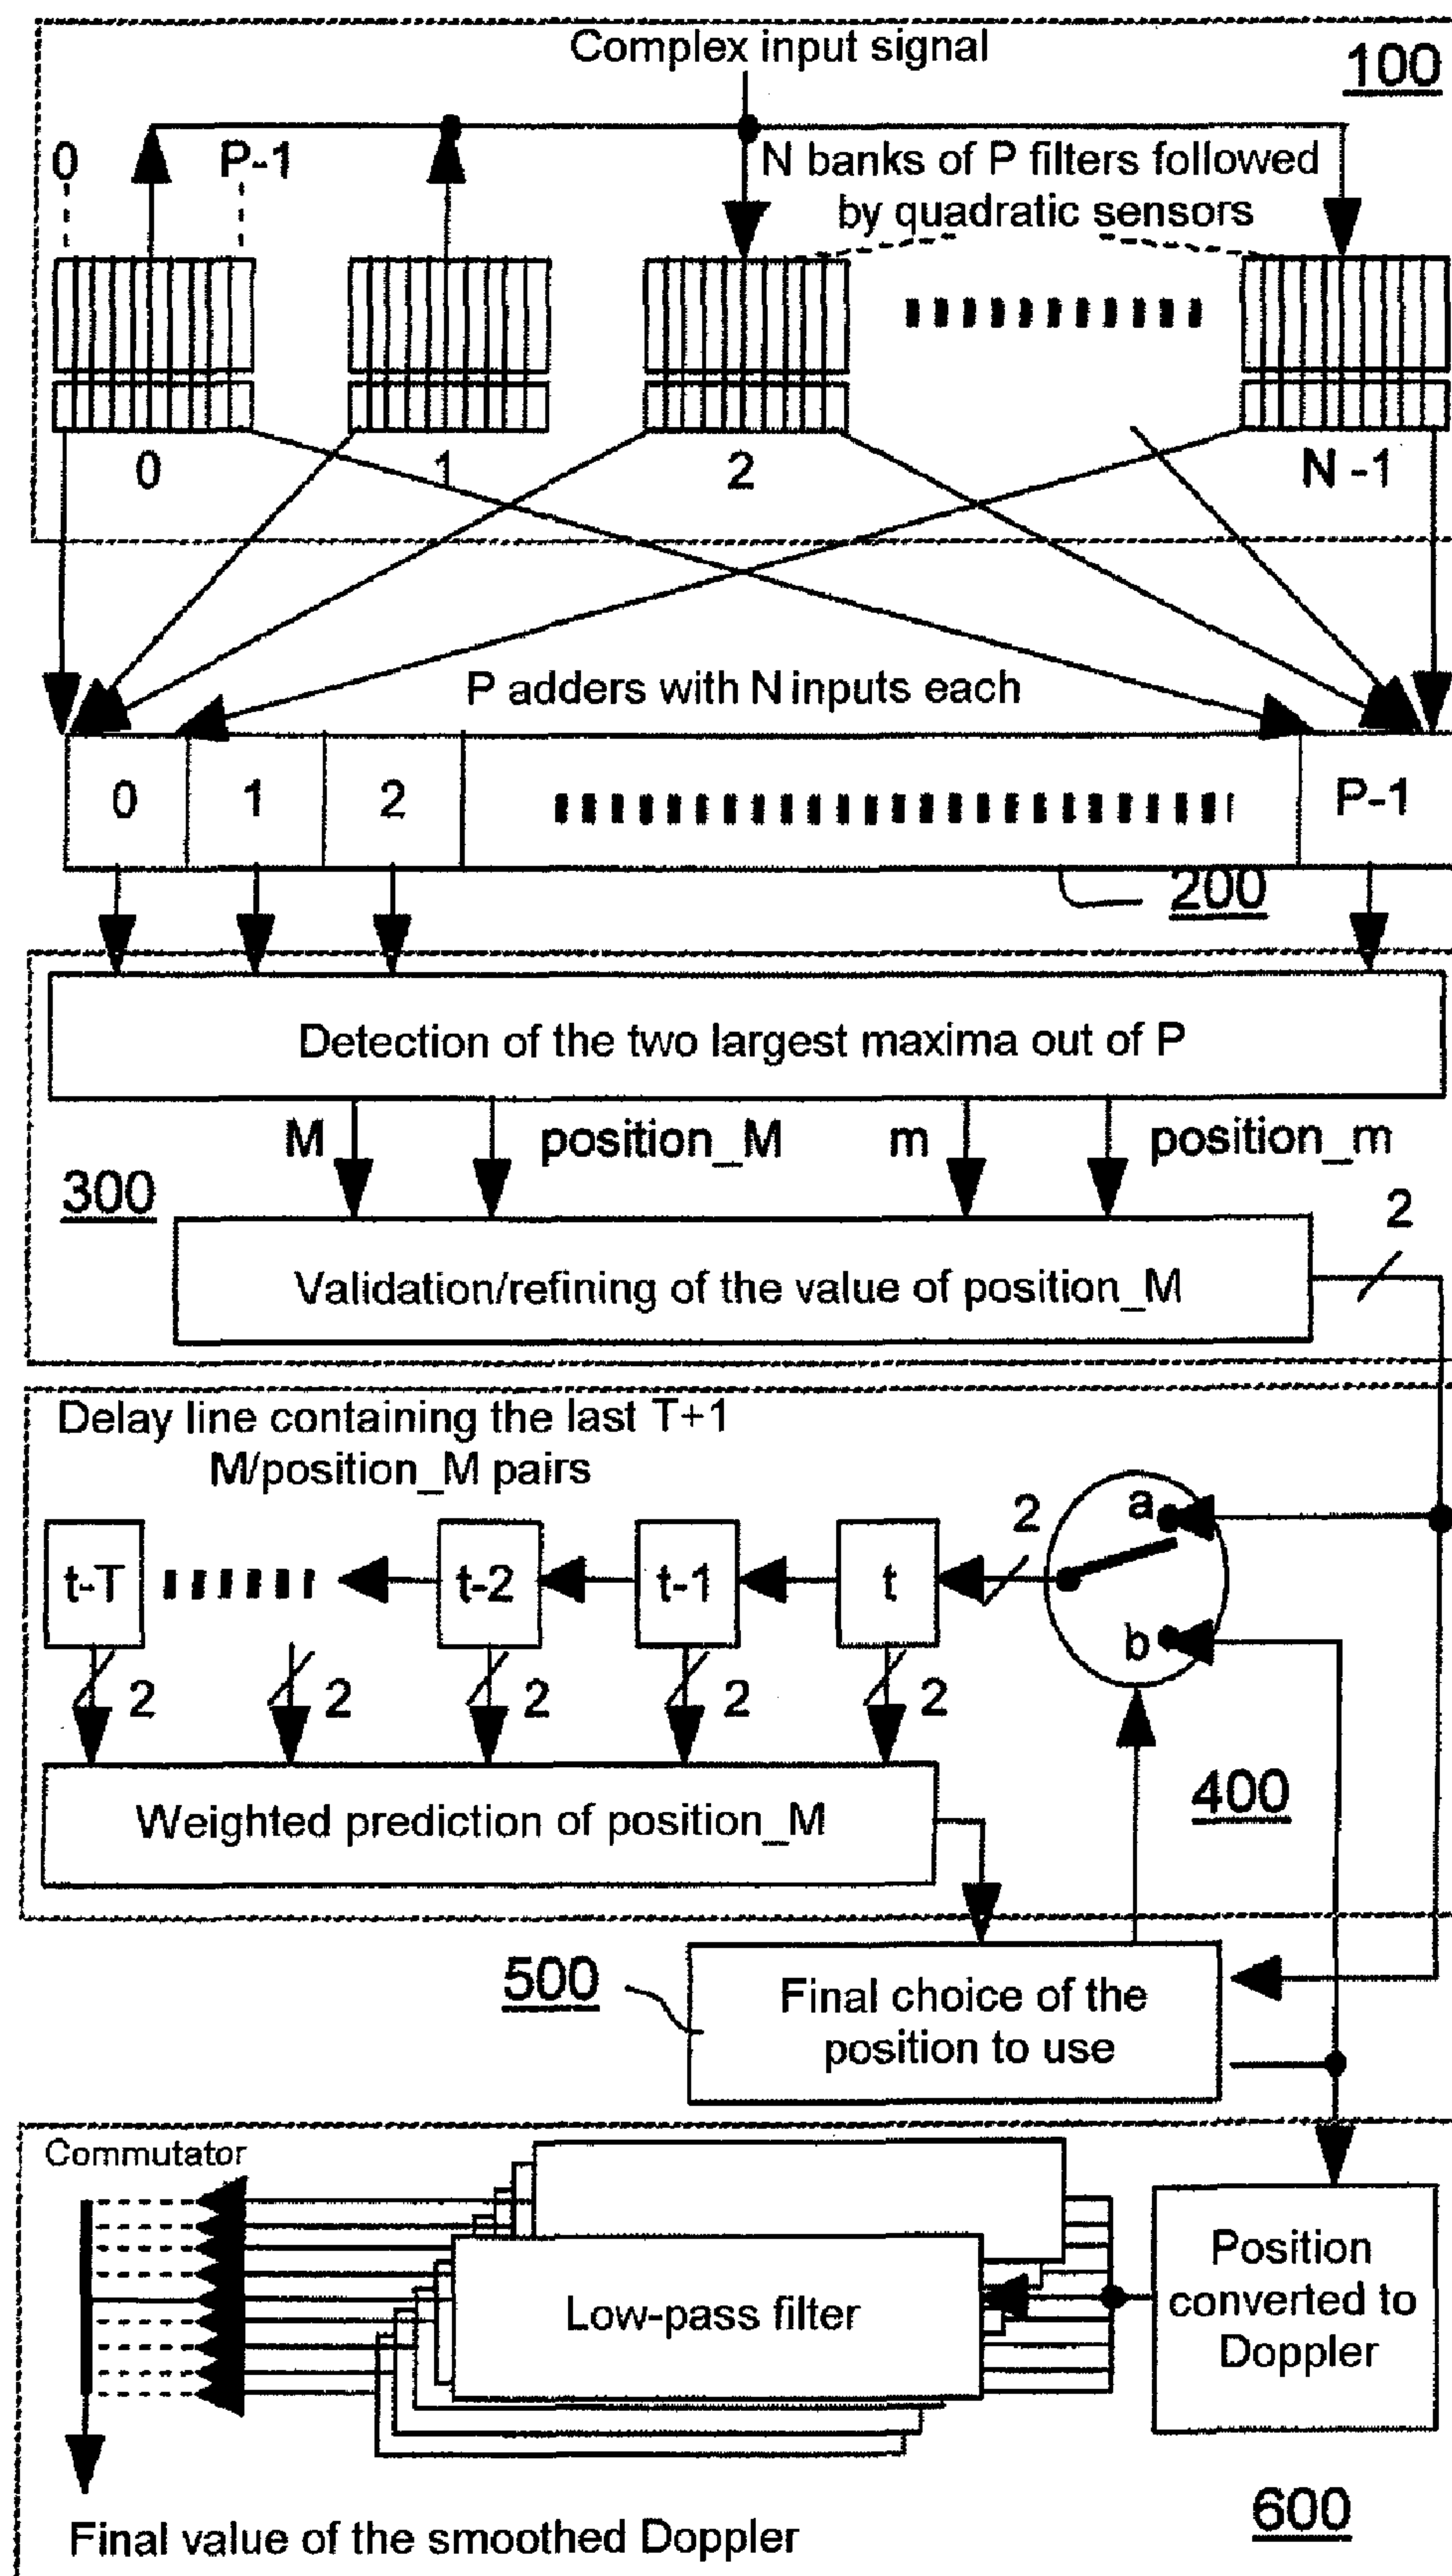 Complex input signal
100
0
P-1
N banks of P filters followed
by quadratic sensors
0
1
2
N -1
P adders with N inputs each
0
1
2
P-1
200
Detection of the two largest maxima out of P
M
position_M
m
position_m
300
2
Validation/refining of the value of position_M
Delay line containing the last T+1
M/position_M pairs
2
a
t-T
t-2
t-1
t
b
2
2
2
2
2
400
Weighted prediction of position_M
500
Final choice of the
position to use
Commutator
Position
converted to
Doppler
Low-pass filter
600
Final value of the smoothed Doppler